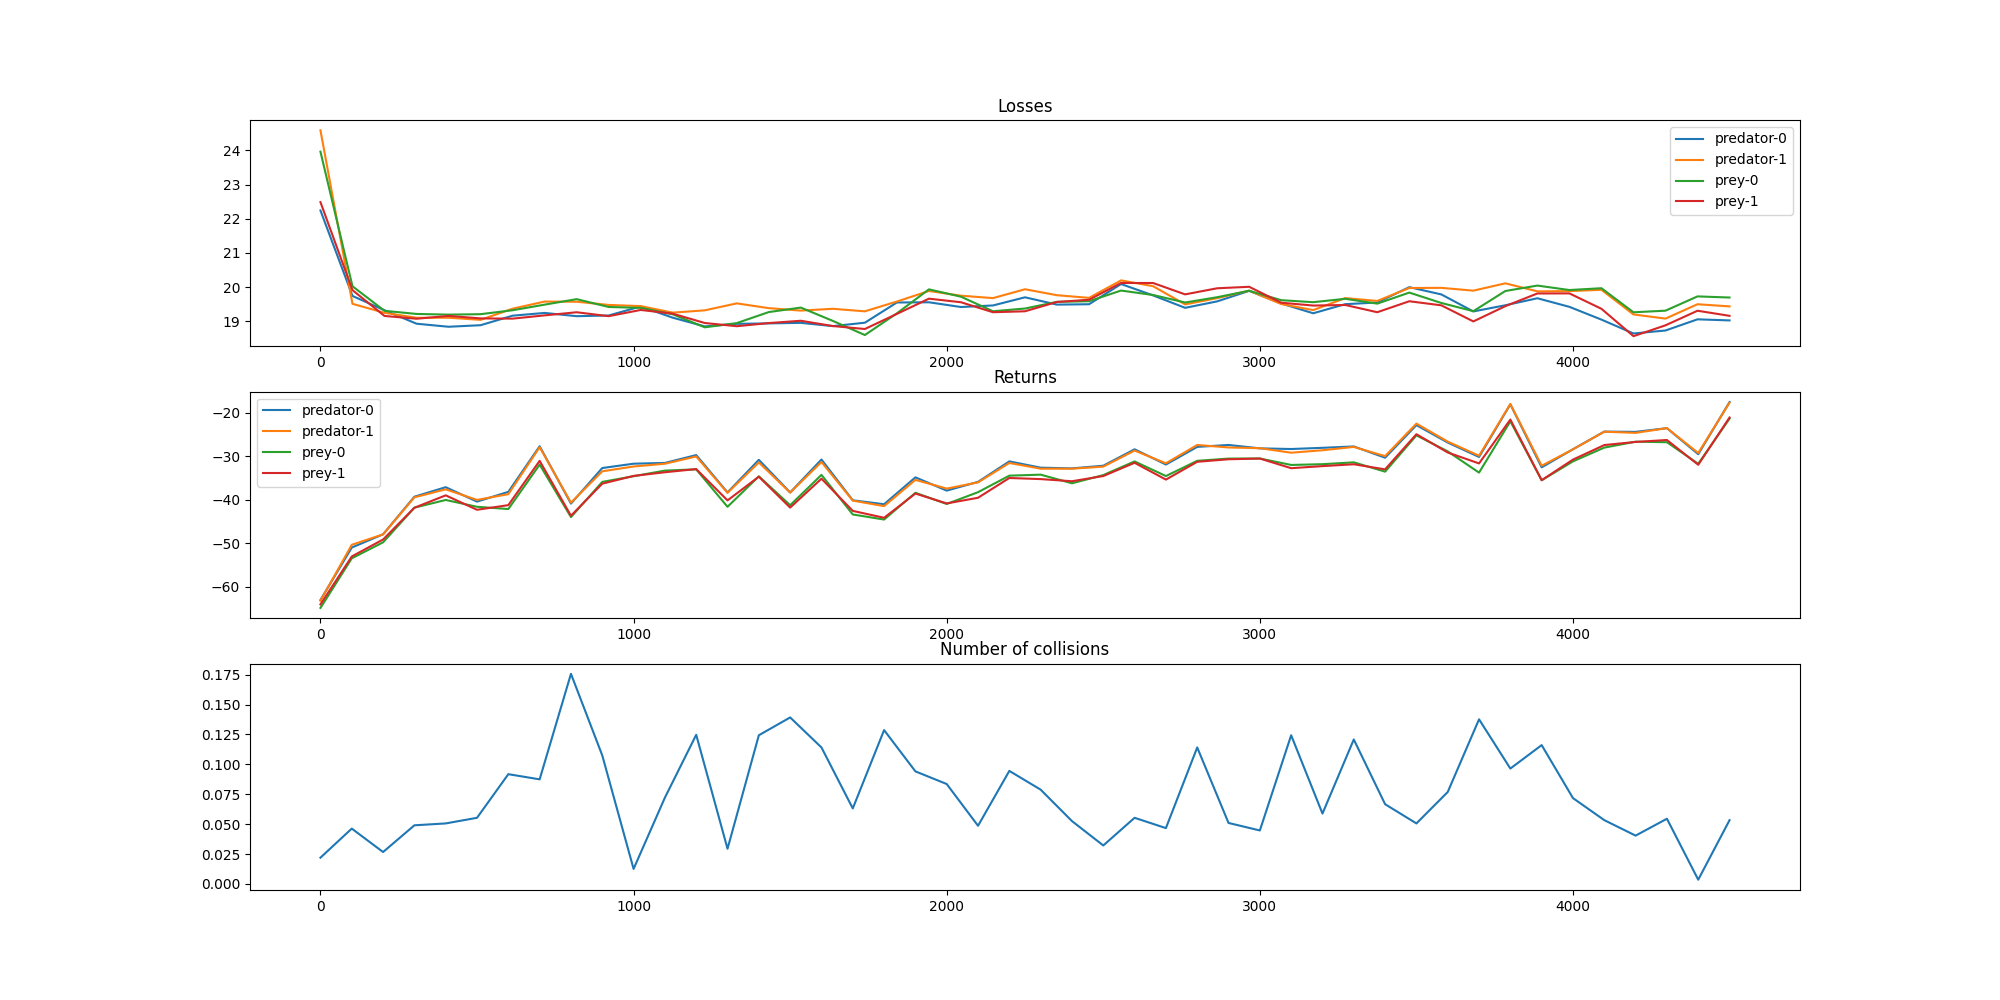 Losses
24
23
22
21
20
19
predator-0
predator-1
prey-0
prey-1
0 1000 2000 3000 4000
Returns
−20
−30
−40
−50
−60
predator-0
predator-1
prey-0
prey-1
0 1000 2000 3000 4000
Number of collisions
0.175
0.150
0.125
0.100
0.075
0.050
0.025
0.000
0 1000 2000 3000 4000